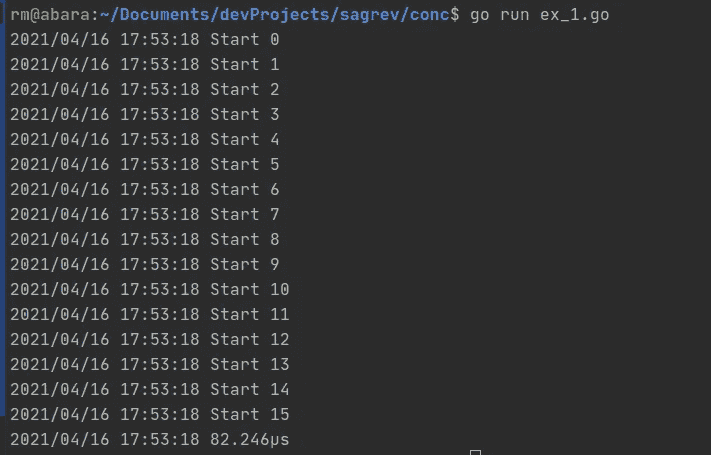 rm@abara:~/Documents/devProjects/sagrev/conc$ go run ex_1.go
2021/04/16 17:53:18 Start 0
2021/04/16 17:53:18 Start 1
2021/04/16 17:53:18 Start 2
2021/04/16 17:53:18 Start 3
2021/04/16 17:53:18 Start 4
2021/04/16 17:53:18 Start 5
2021/04/16 17:53:18 Start 6
2021/04/16 17:53:18 Start 7
2021/04/16 17:53:18 Start 8
2021/04/16 17:53:18 Start 9
2021/04/16 17:53:18 Start 10
2021/04/16 17:53:18 Start 11
2021/04/16 17:53:18 Start 12
2021/04/16 17:53:18 Start 13
2021/04/16 17:53:18 Start 14
2021/04/16 17:53:18 Start 15
2021/04/16 17:53:18 82.246µs